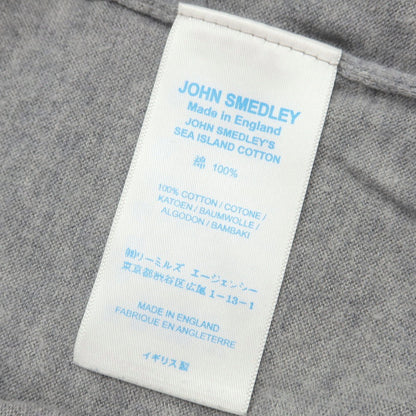 JOHN SMEDLEY
Made in England
JOHN SMEDLEY'S
SEA ISLAND COTTON
綿 100%
100% COTTON / COTONE /
KATOEN / BAUMWOLLE /
ALGODON / BAMBAKI
㈱リーミルズ エージェンシー
東京都渋谷区広尾 1-13-1
MADE IN ENGLAND
FABRIQUE EN ANGLETERRE
イギリス製